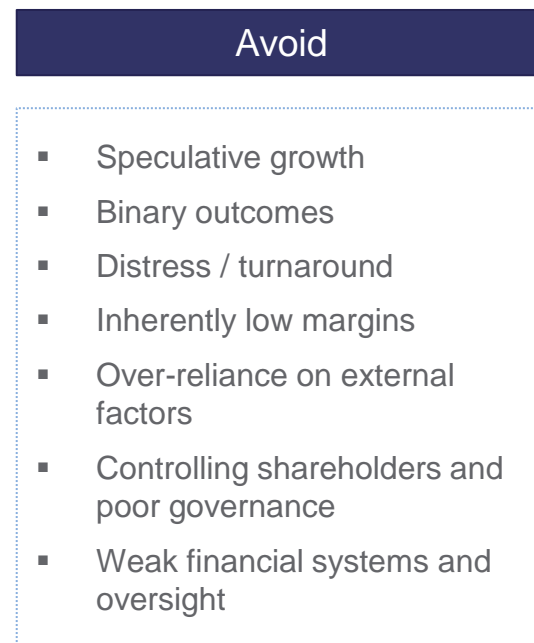 Avoid
▪ Speculative growth
▪ Binary outcomes
▪ Distress / turnaround
▪ Inherently low margins
▪ Over-reliance on external
factors
▪ Controlling shareholders and
poor governance
▪ Weak financial systems and
oversight